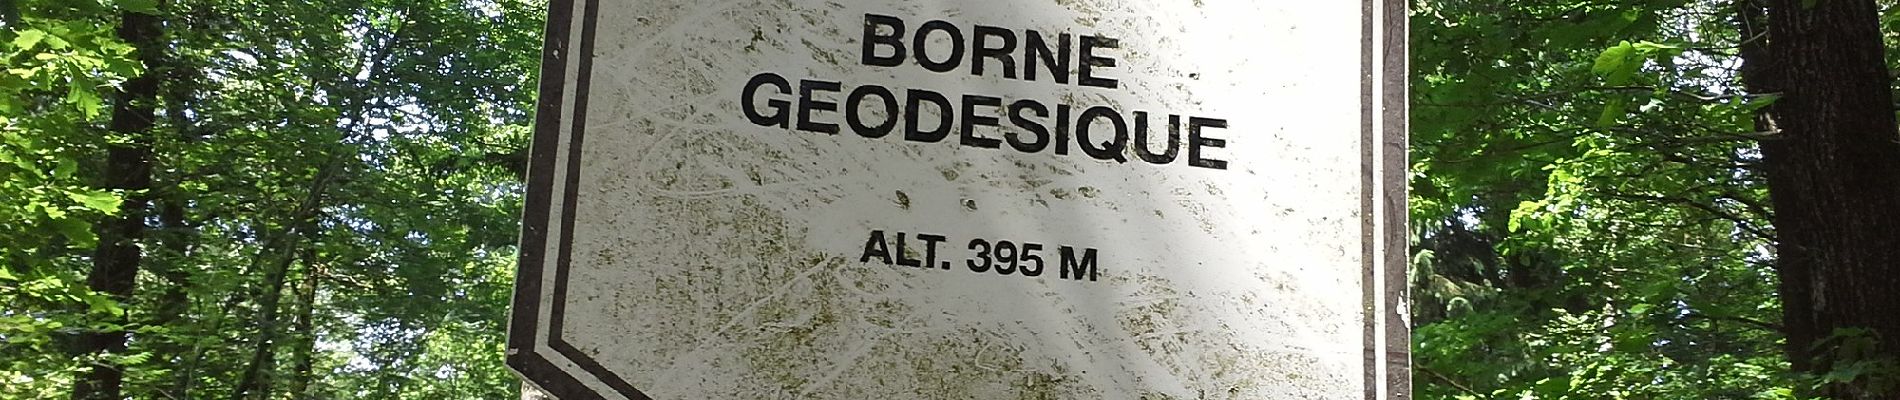 BORNE
GEODESIQUE
ALT. 395 M